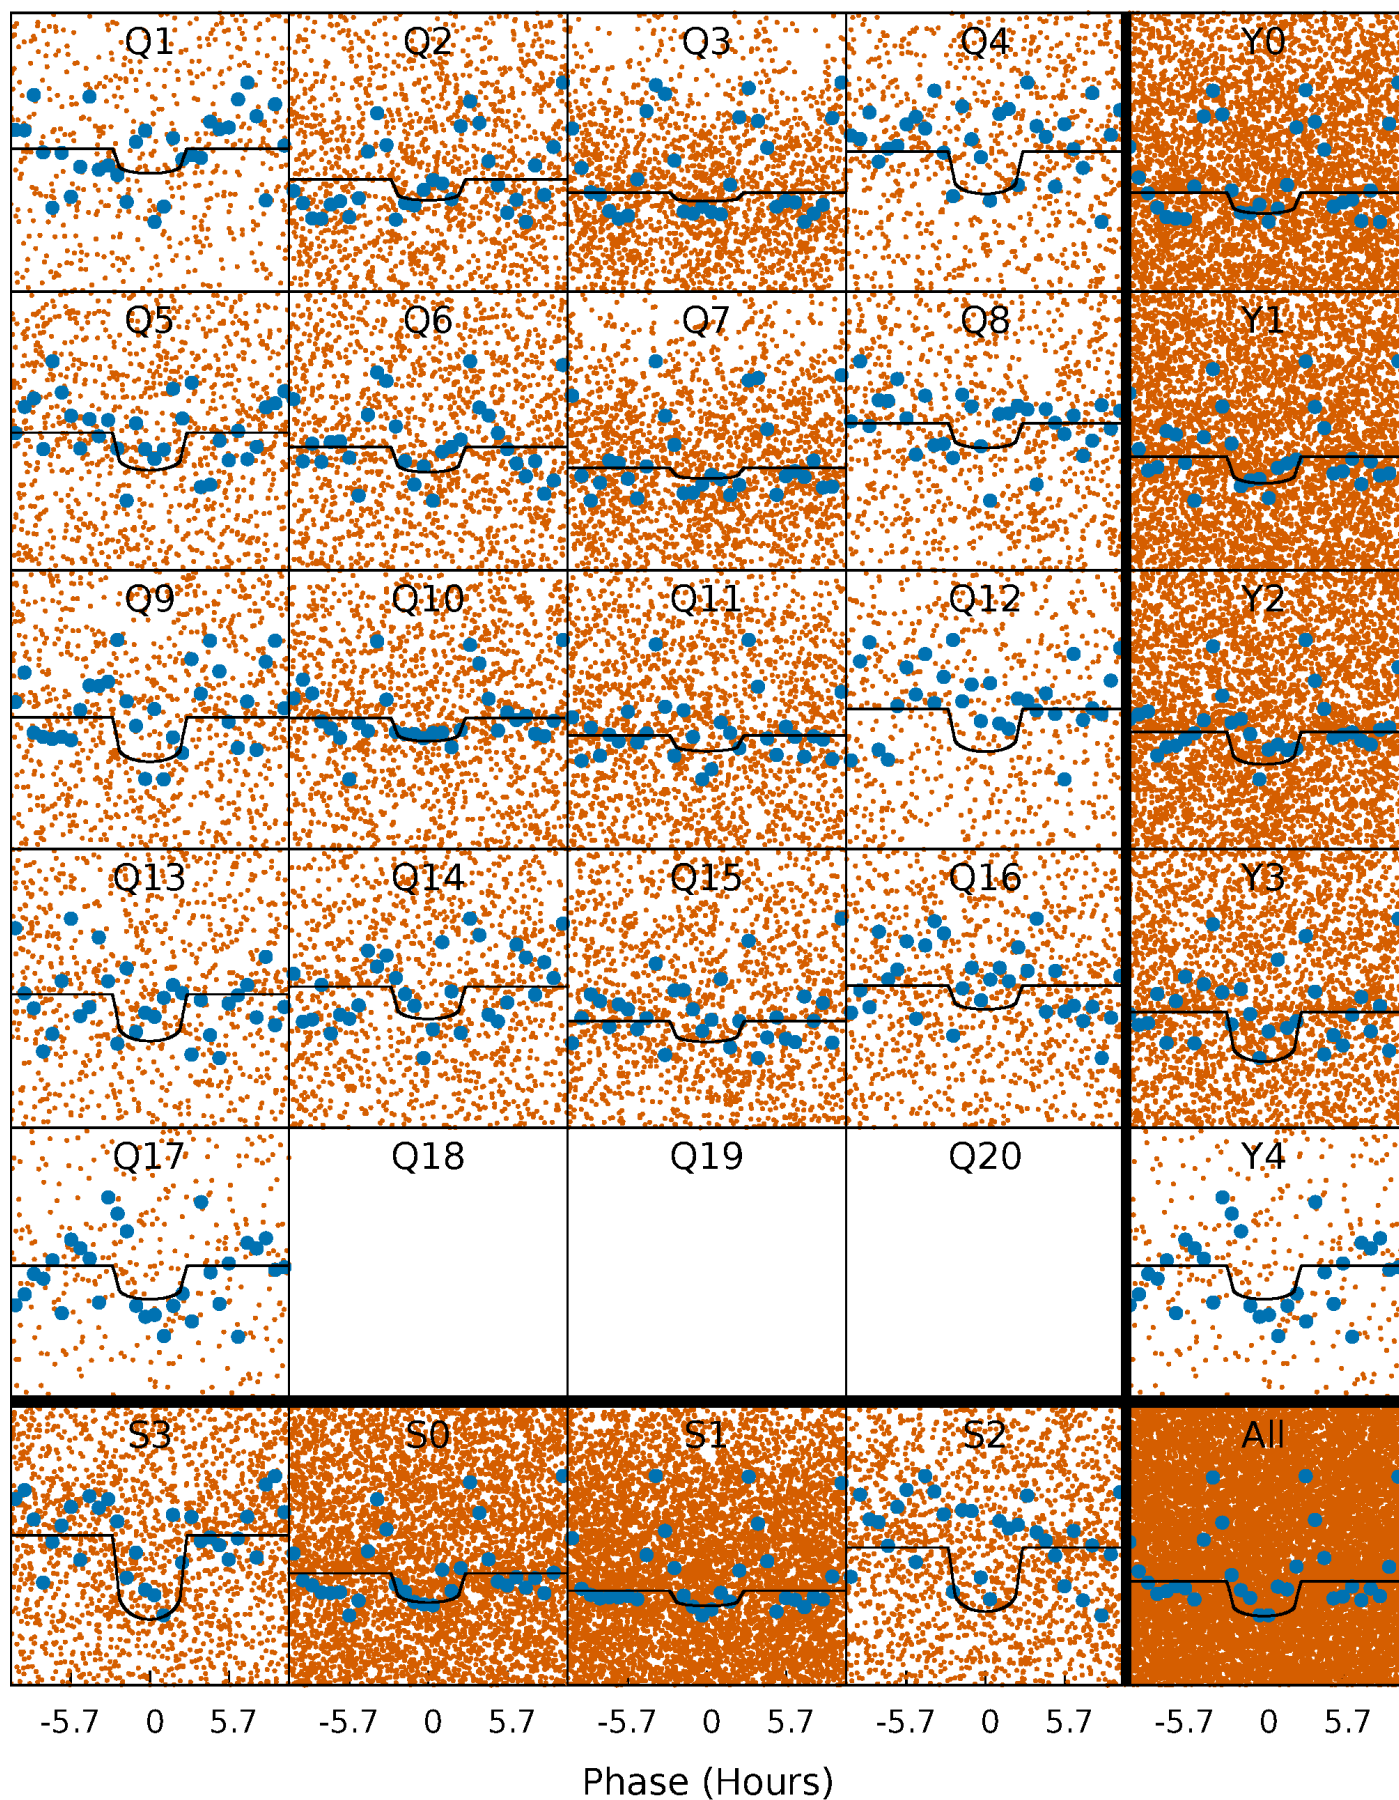 Q1 Q2 Q3 Q4 Y0
Q5 Q6 Q7 Q8 Y1
Q9 Q10 Q11 Q12 Y2
Q13 Q14 Q15 Q16 Y3
Q17 Q18 Q19 Q20 Y4
S3 S0 S1 S2 All
-5.7 0 5.7 -5.7 0 5.7 -5.7 0 5.7 -5.7 0 5.7 -5.7 0 5.7
Phase (Hours)